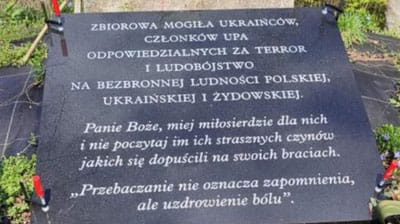 ZBIOROWA MOGIŁA UKRAIŃCÓW,
CZŁONKÓW UPA
ODPOWIEDZIALNYCH ZA TERROR
I LUDOBÓJSTWO
NA BEZBRONNEJ LUDNOŚCI POLSKIEJ,
UKRAIŃSKIEJ I ŻYDOWSKIEJ.
Panie Boże, miej miłosierdzie dla nich
i nie poczytaj im ich strasznych czynów
jakich się dopuścili na swoich braciach.
„Przebaczanie nie oznacza zapomnienia,
ale uzdrowienie bólu”.